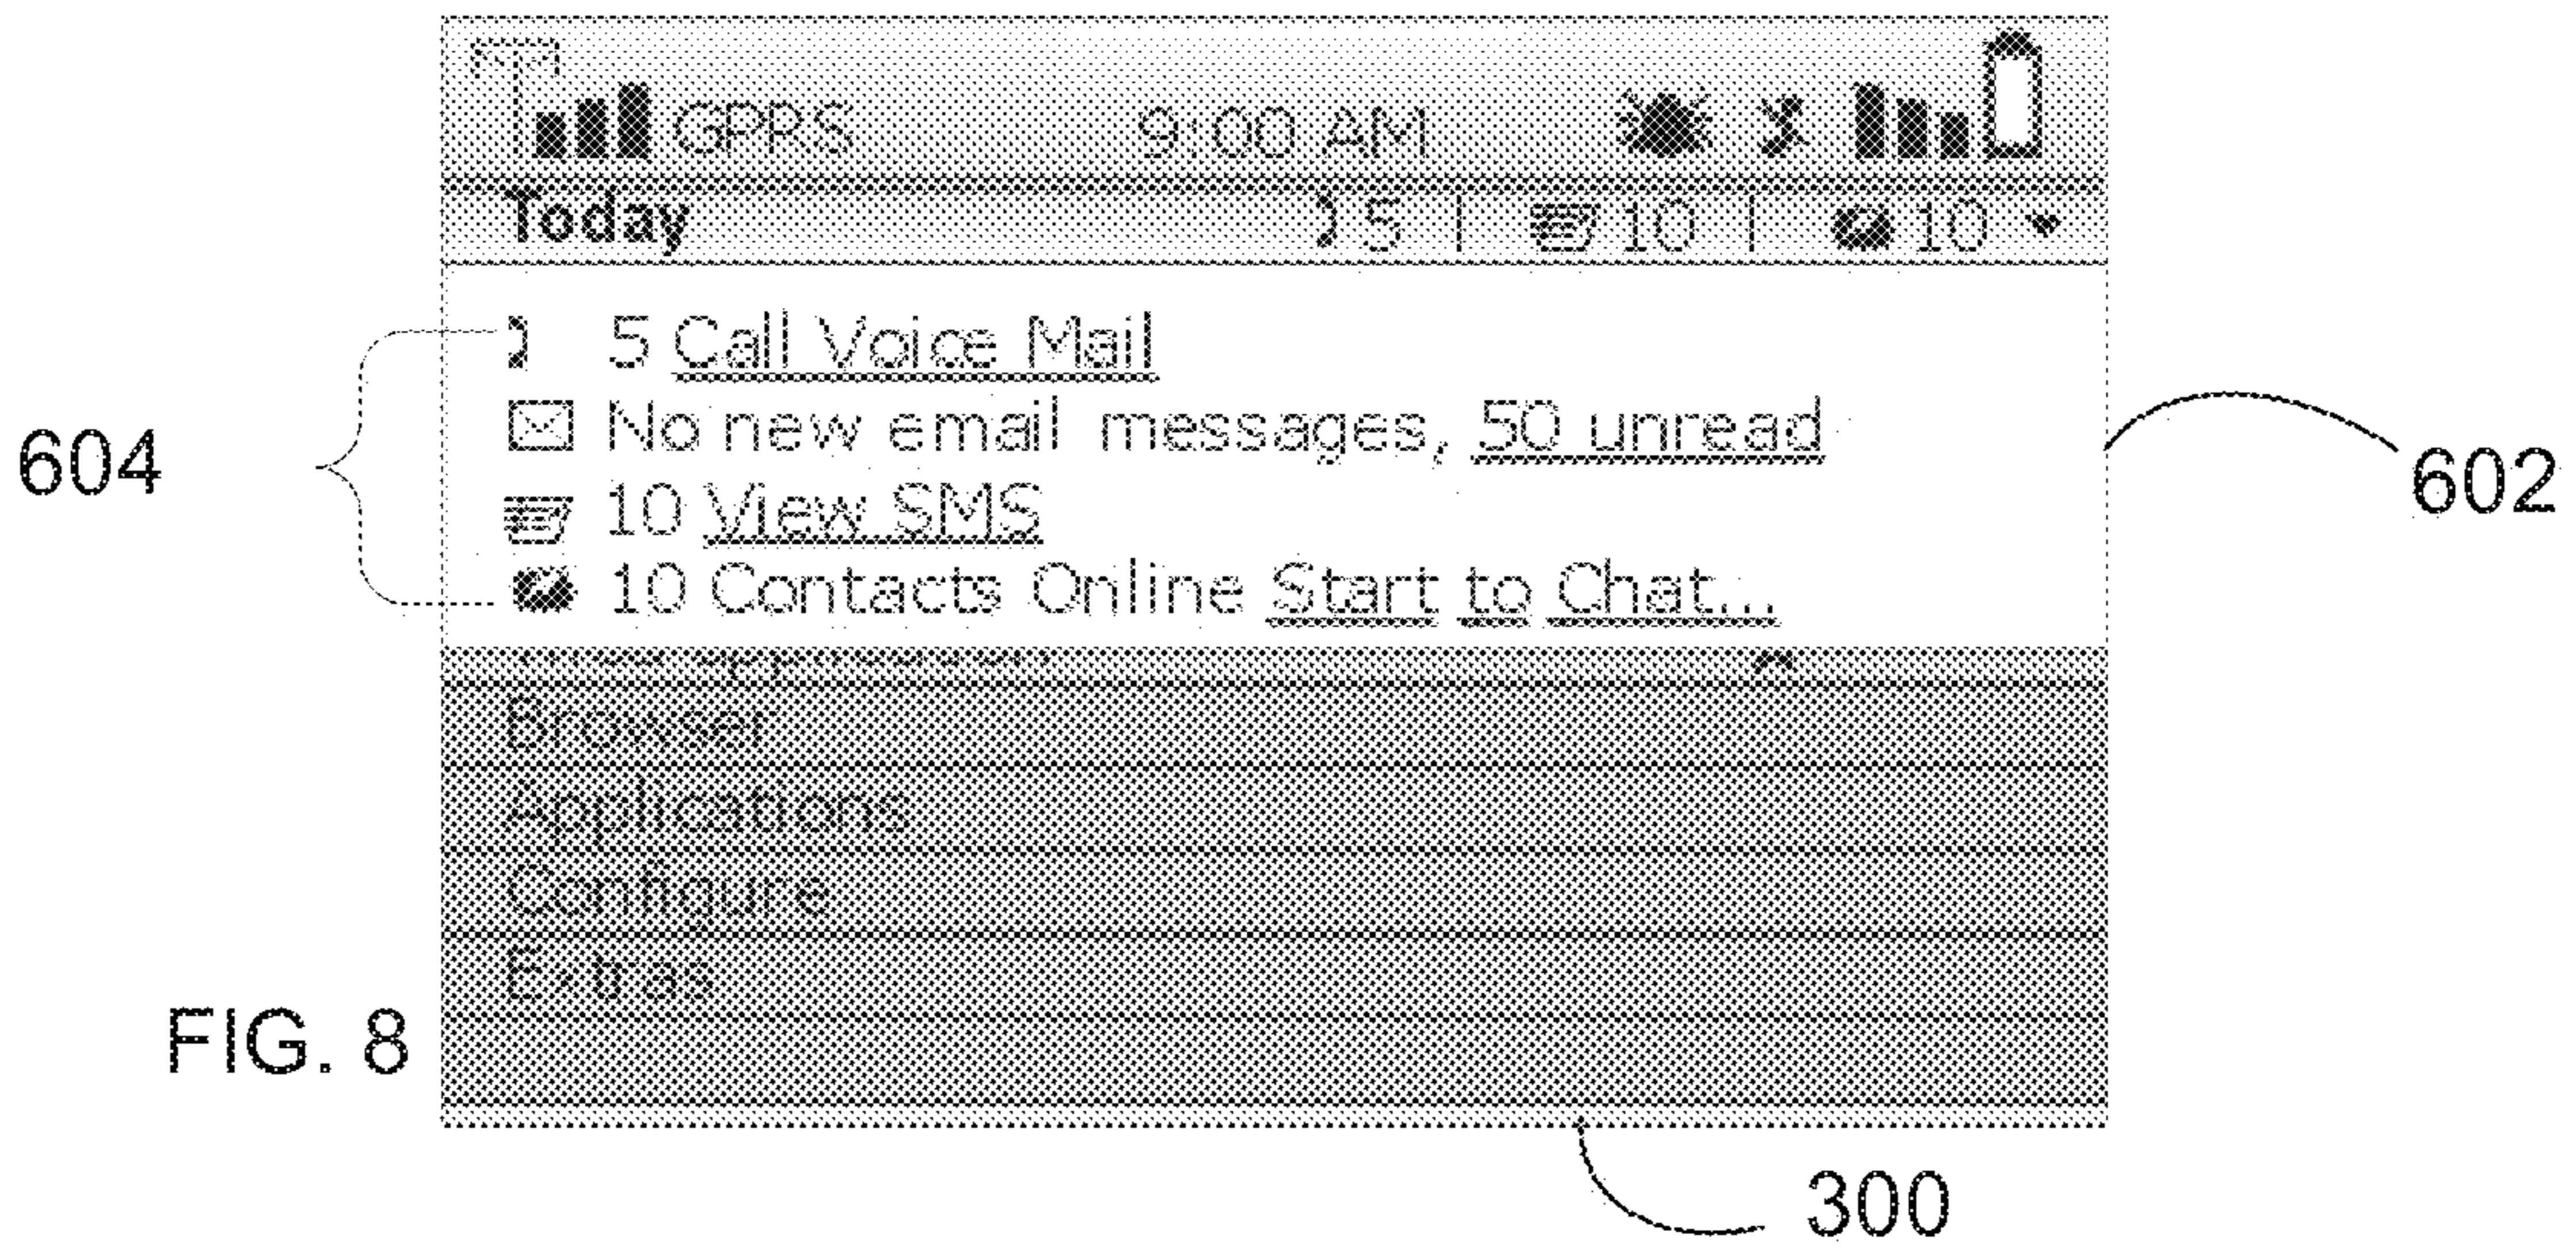 GPRS 9:00 AM
Today 5 | 10 | 10
5 Call Voice Mail
No new email messages, 50 unread
10 View SMS
10 Contacts Online Start to Chat...
Browser
Applications
Configure
Extras
604
602
FIG. 8
300